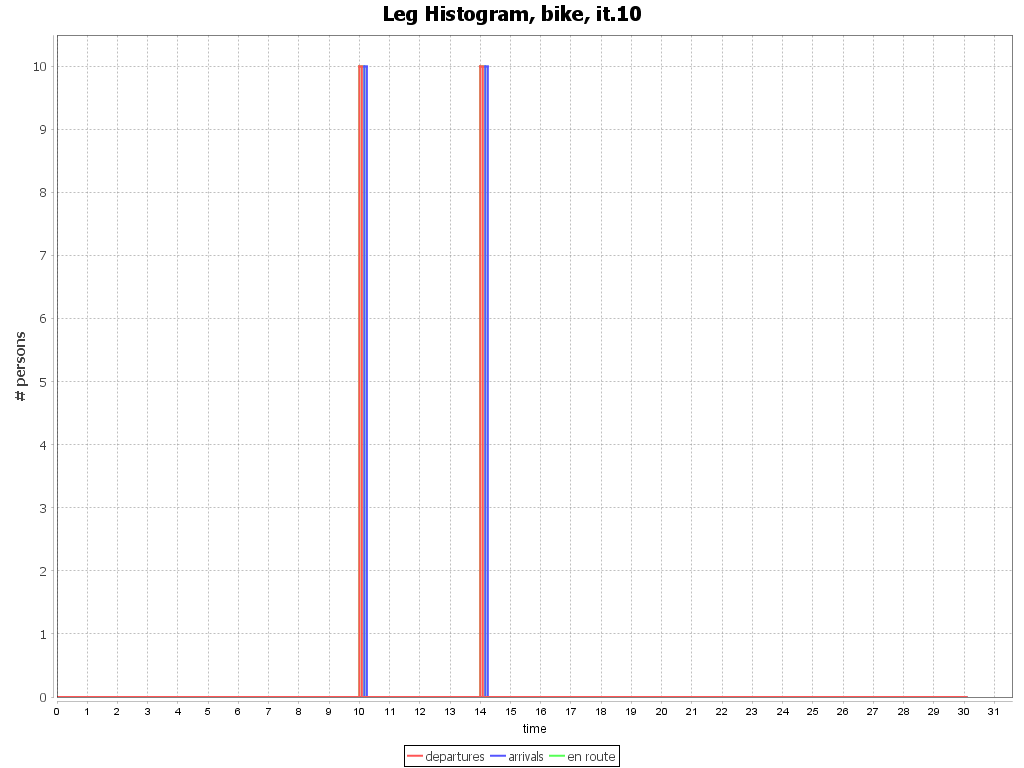 Leg Histogram, bike, it.10
# persons
10
9
8
7
6
5
4
3
2
1
0
0 1 2 3 4 5 6 7 8 9 10 11 12 13 14 15 16 17 18 19 20 21 22 23 24 25 26 27 28 29 30 31
time
departures arrivals en route